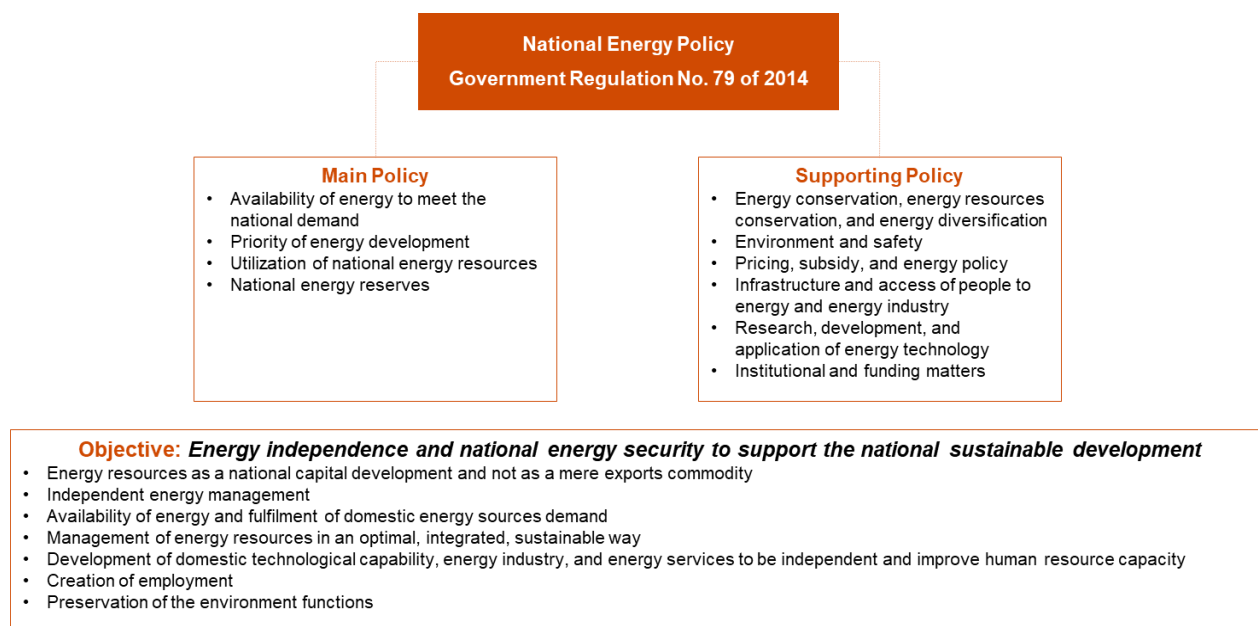 National Energy Policy
Government Regulation No. 79 of 2014
Main Policy
• Availability of energy to meet the
national demand
• Priority of energy development
• Utilization of national energy resources
• National energy reserves
Supporting Policy
• Energy conservation, energy resources
conservation, and energy diversification
• Environment and safety
• Pricing, subsidy, and energy policy
• Infrastructure and access of people to
energy and energy industry
• Research, development, and
application of energy technology
• Institutional and funding matters
Objective: Energy independence and national energy security to support the national sustainable development
• Energy resources as a national capital development and not as a mere exports commodity
• Independent energy management
• Availability of energy and fulfilment of domestic energy sources demand
• Management of energy resources in an optimal, integrated, sustainable way
• Development of domestic technological capability, energy industry, and energy services to be independent and improve human resource capacity
• Creation of employment
• Preservation of the environment functions